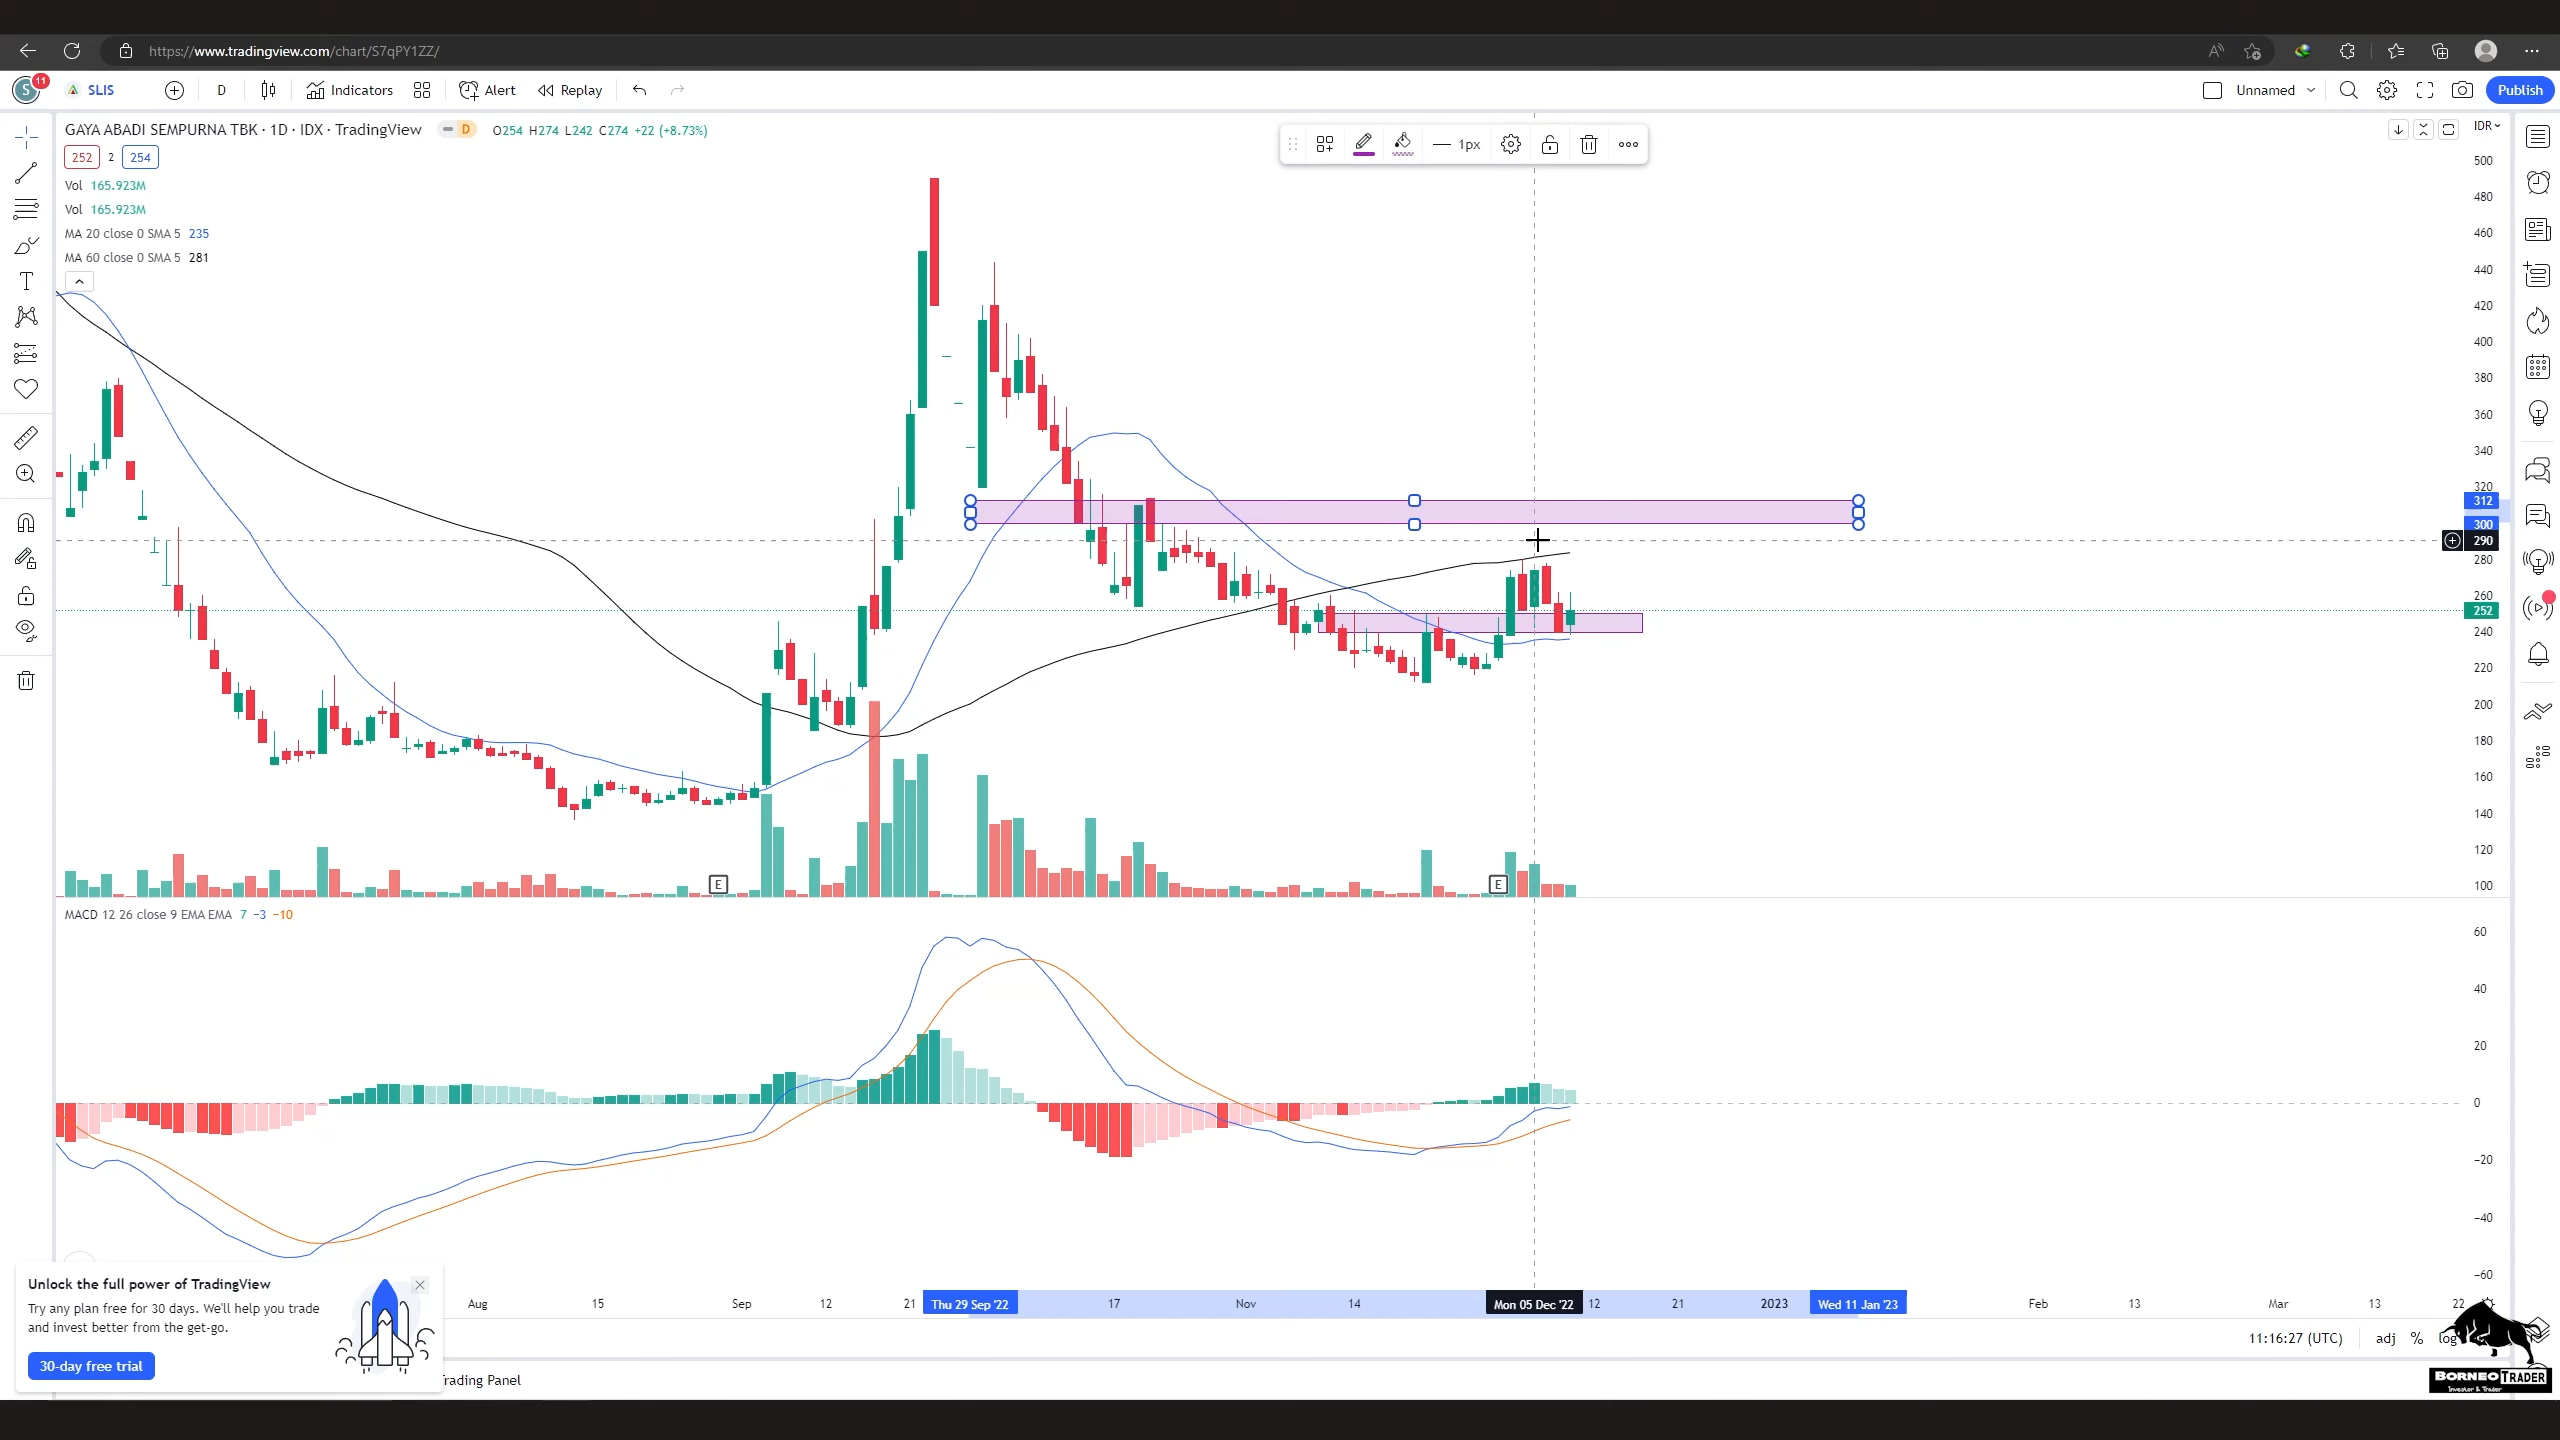 https://www.tradingview.com/chart/S7qPY1ZZ/
S 11 SLIS D Indicators Alert Replay Unnamed Publish
GAYA ABADI SEMPURNA TBK · 1D · IDX · TradingView D O254 H274 L242 C274 +22 (+8.73%)
1px
IDR
252 2 254
Vol 165.923M
Vol 165.923M
MA 20 close 0 SMA 5 235
MA 60 close 0 SMA 5 281
500
480
460
440
420
400
380
360
340
320
312
300
290
280
260
252
240
220
200
180
160
140
120
100
E E
MACD 12 26 close 9 EMA EMA 7 −3 −10
60
40
20
0
−20
−40
−60
Aug 15 Sep 12 21 Thu 29 Sep '22 17 Nov 14 Mon 05 Dec '22 12 21 2023 Wed 11 Jan '23 Feb 13 Mar 13 22
Unlock the full power of TradingView
Try any plan free for 30 days. We'll help you trade
and invest better from the get-go.
30-day free trial
11:16:27 (UTC) adj % log
Trading Panel
BORNEO TRADER
Investor & Trader